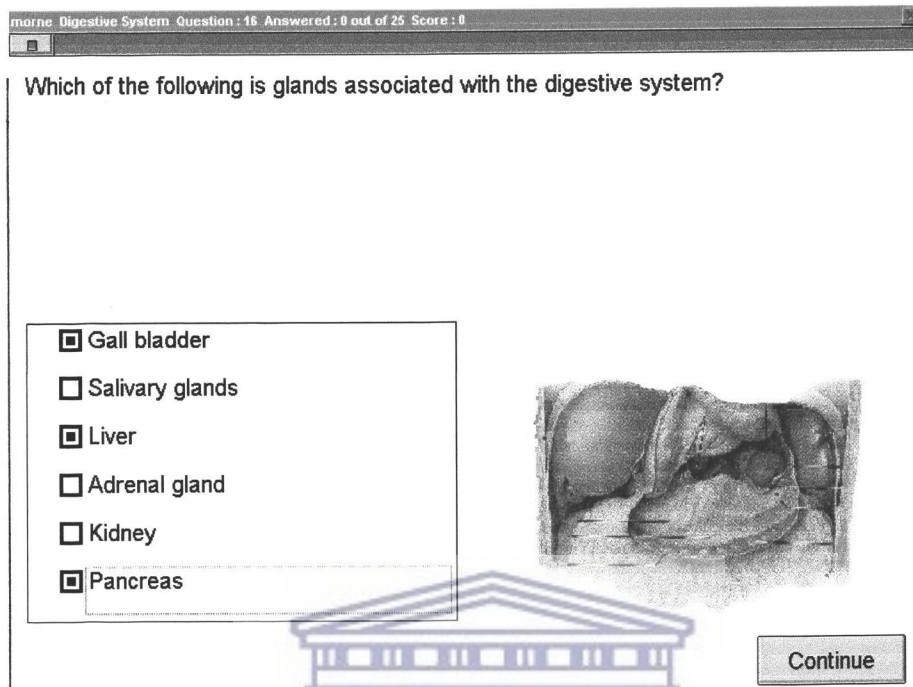 morne Digestive System Question : 16 Answered : 0 out of 25 Score : 0
Which of the following is glands associated with the digestive system?
Gall bladder
Salivary glands
Liver
Adrenal gland
Kidney
Pancreas
Continue